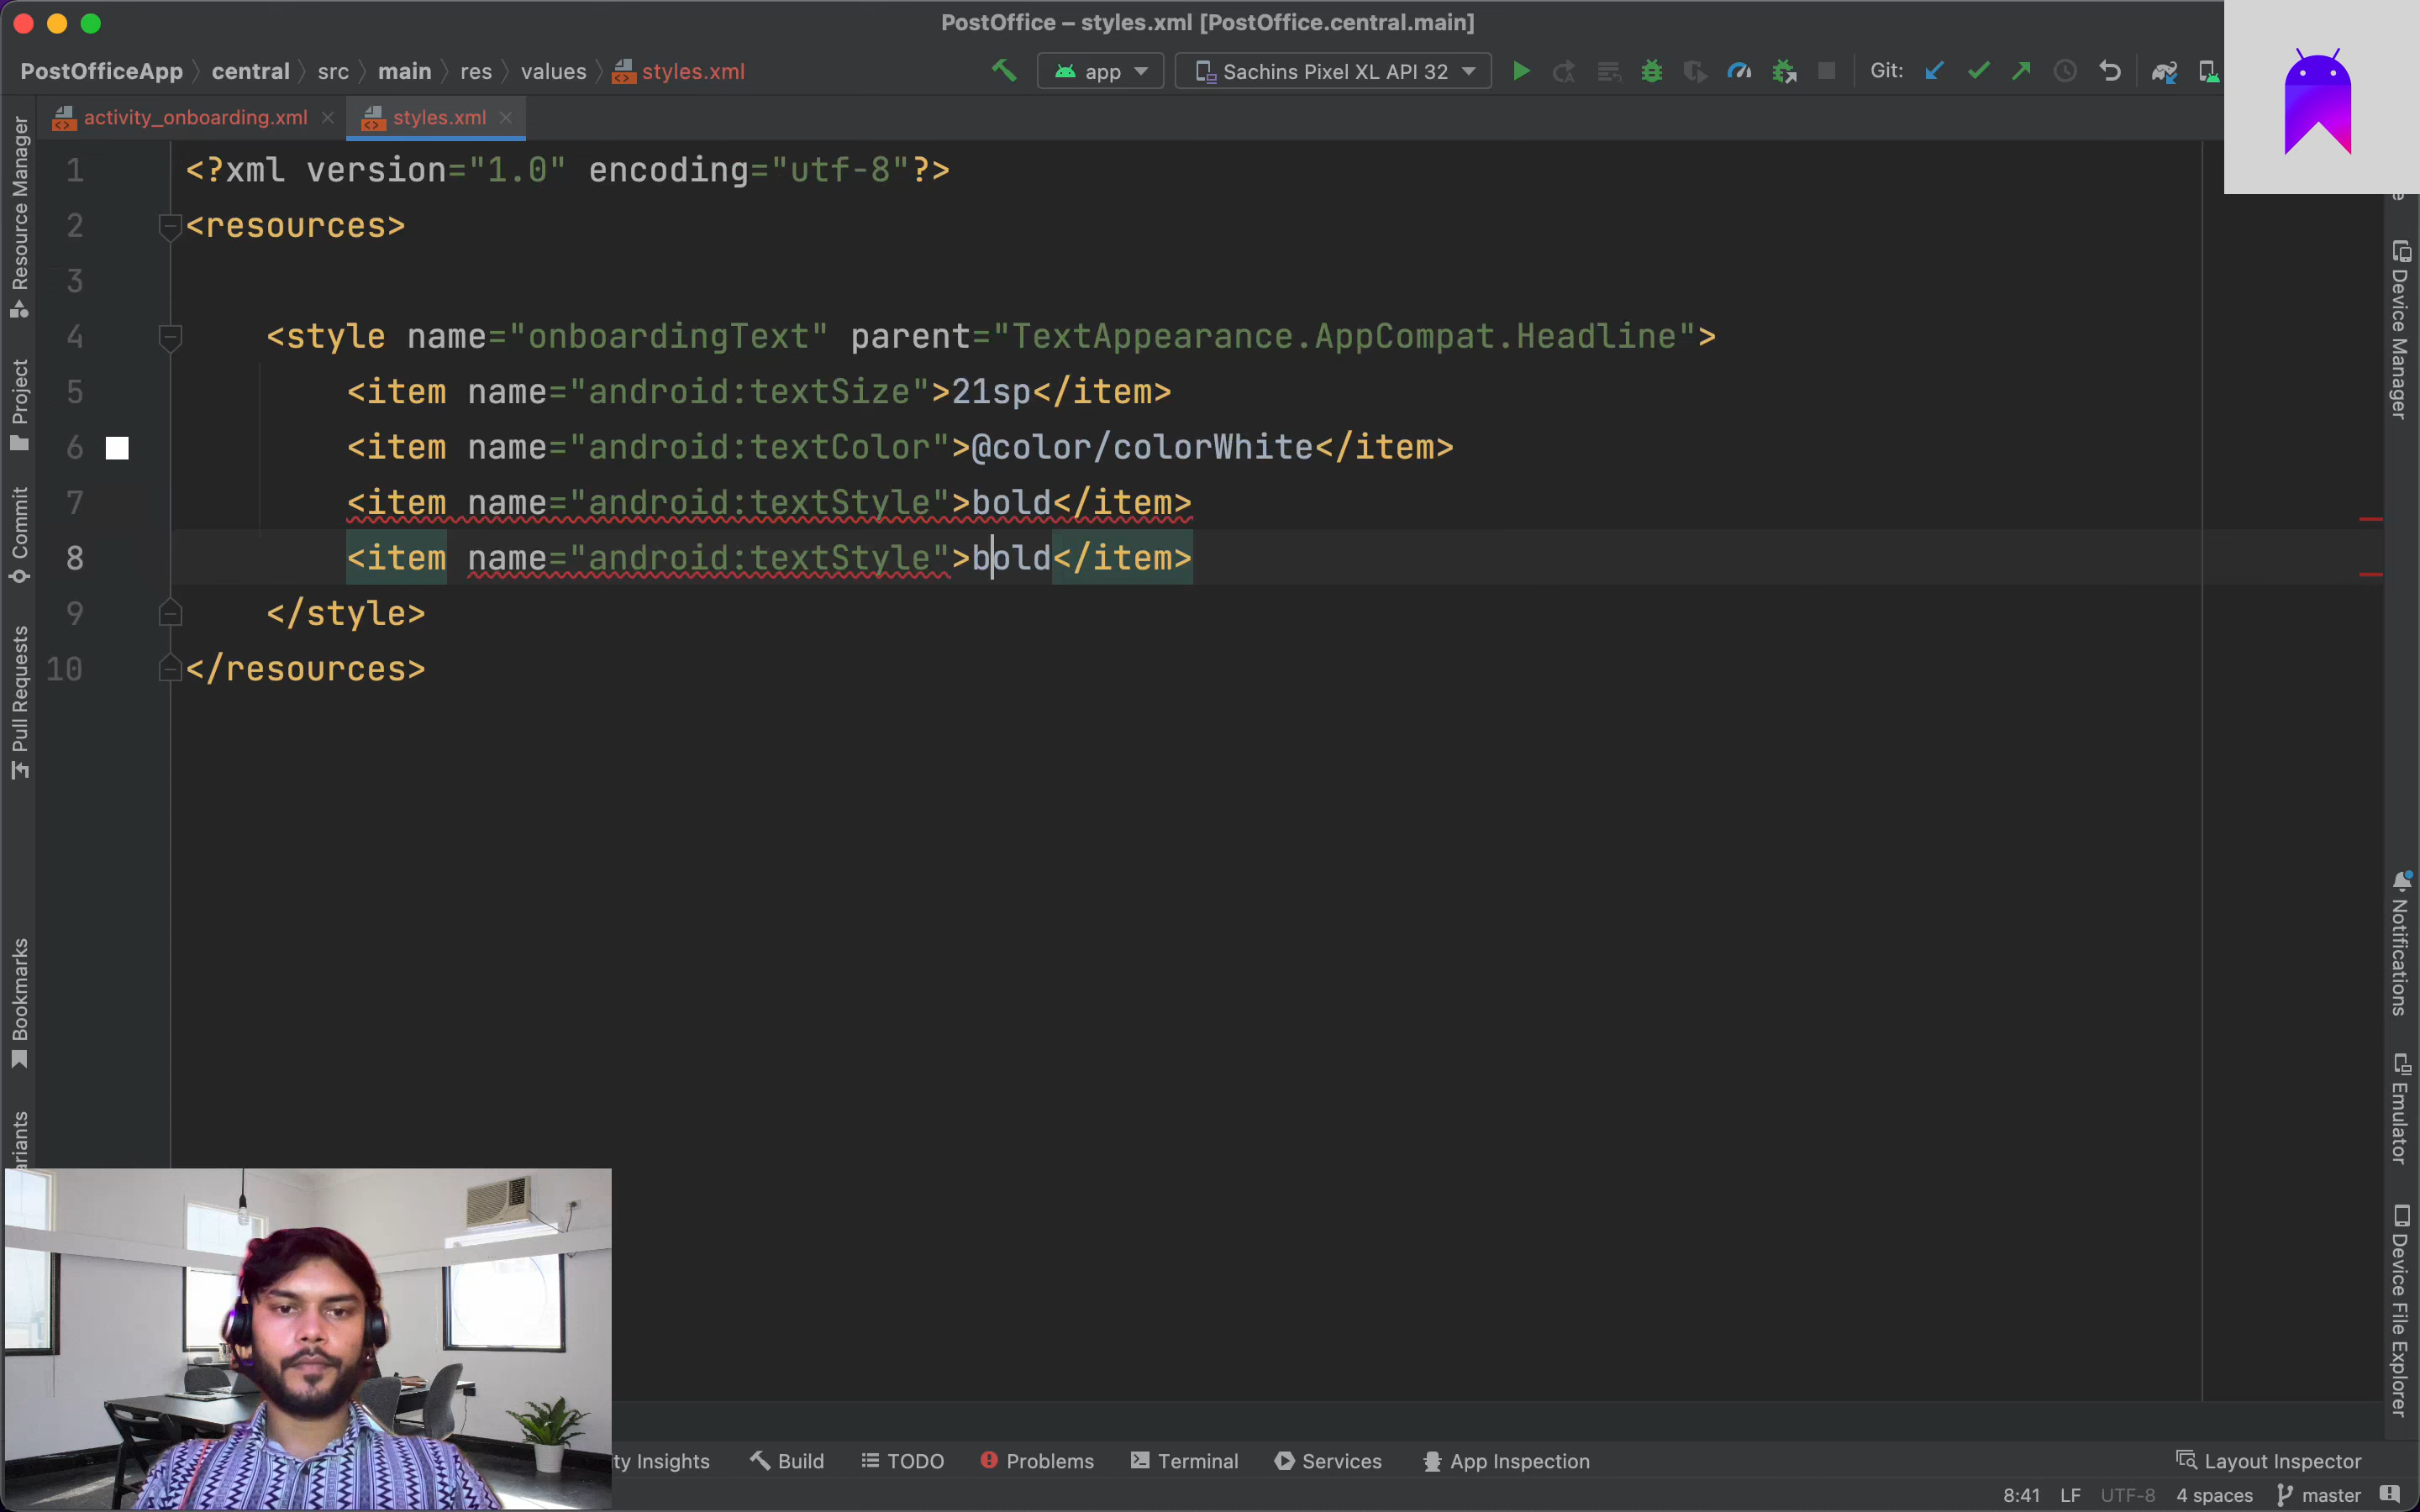 PostOffice – styles.xml [PostOffice.central.main]
PostOfficeApp central src main res values styles.xml app Sachins Pixel XL API 32 Git:
activity_onboarding.xml styles.xml
1 <?xml version="1.0" encoding="utf-8"?>
2 <resources>
3
4 <style name="onboardingText" parent="TextAppearance.AppCompat.Headline">
5 <item name="android:textSize">21sp</item>
6 <item name="android:textColor">@color/colorWhite</item>
7 <item name="android:textStyle">bold</item>
8 <item name="android:textStyle">bold</item>
9 </style>
10 </resources>
Resource Manager
Project
Commit
Pull Requests
Bookmarks
Device Manager
Notifications
Emulator
Device File Explorer
Insights Build TODO Problems Terminal Services App Inspection Layout Inspector
8:41 LF UTF-8 4 spaces master